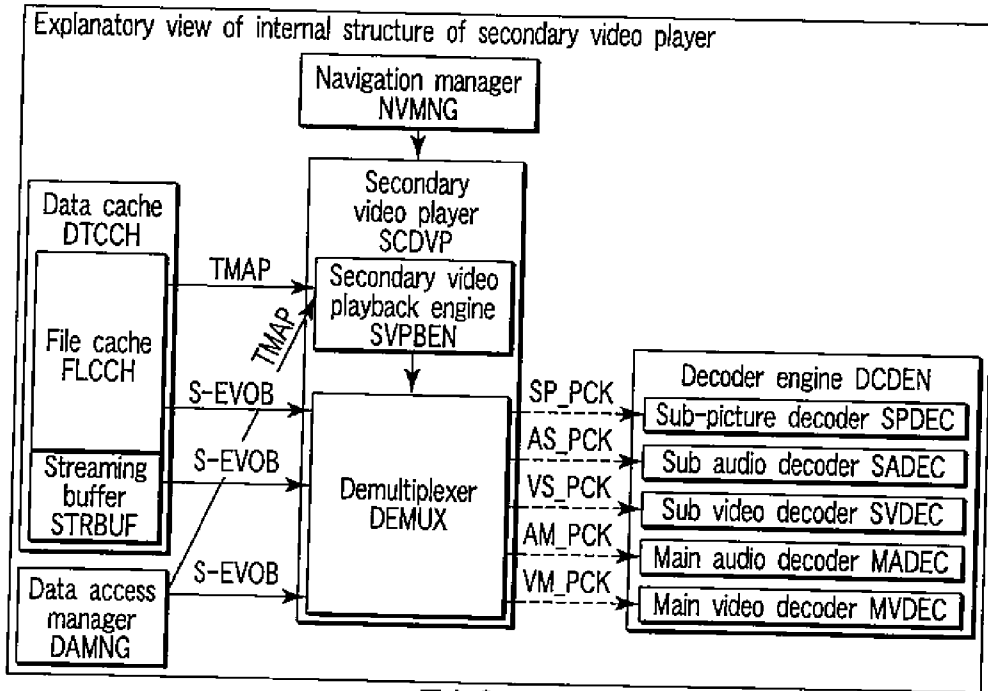 Explanatory view of internal structure of secondary video player
Navigation manager
NVMNG
Data cache
DTCCH
File cache
FLCCH
Streaming
buffer
STRBUF
Data access
manager
DAMNG
TMAP
TMAP
S-EVOB
S-EVOB
S-EVOB
Secondary
video player
SCDVP
Secondary video
playback engine
SVPBEN
Demultiplexer
DEMUX
SP_PCK
AS_PCK
VS_PCK
AM_PCK
VM_PCK
Decoder engine DCDEN
Sub-picture decoder SPDEC
Sub audio decoder SADEC
Sub video decoder SVDEC
Main audio decoder MADEC
Main video decoder MVDEC